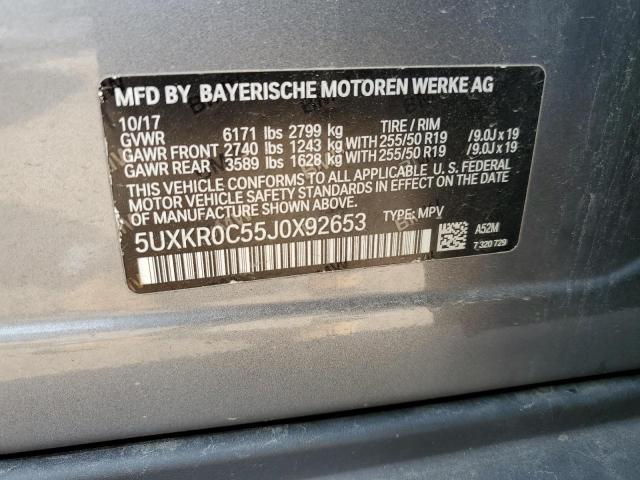 MFD BY BAYERISCHE MOTOREN WERKE AG
10/17 TIRE / RIM
GVWR 6171 lbs 2799 kg
GAWR FRONT 2740 lbs 1243 kg WITH 255/50 R19 /9.0J x 19
GAWR REAR 3589 lbs 1628 kg WITH 255/50 R19 /9.0J x 19
THIS VEHICLE CONFORMS TO ALL APPLICABLE U.S. FEDERAL
MOTOR VEHICLE SAFETY STANDARDS IN EFFECT ON THE DATE OF
MANUFACTURE SHOWN ABOVE.
5UXKR0C55J0X92653 TYPE: MPV
A52M
7 320 729